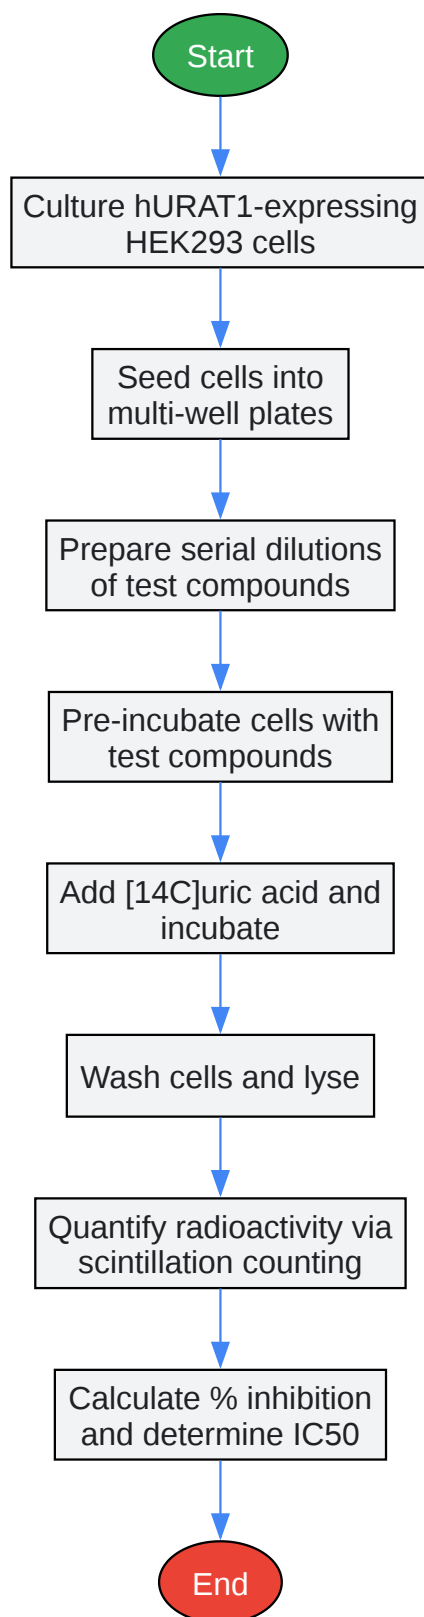 Start
Culture hURAT1-expressing
HEK293 cells
Seed cells into
multi-well plates
Prepare serial dilutions
of test compounds
Pre-incubate cells with
test compounds
Add [14C]uric acid and
incubate
Wash cells and lyse
Quantify radioactivity via
scintillation counting
Calculate % inhibition
and determine IC50
End